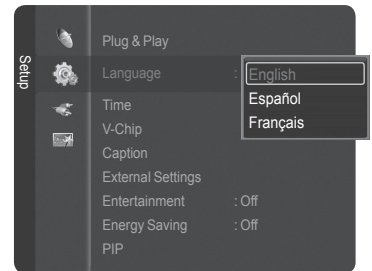 Setup
Plug & Play
Language : English
Español
Français
Time
V-Chip
Caption
External Settings
Entertainment : Off
Energy Saving : Off
PIP